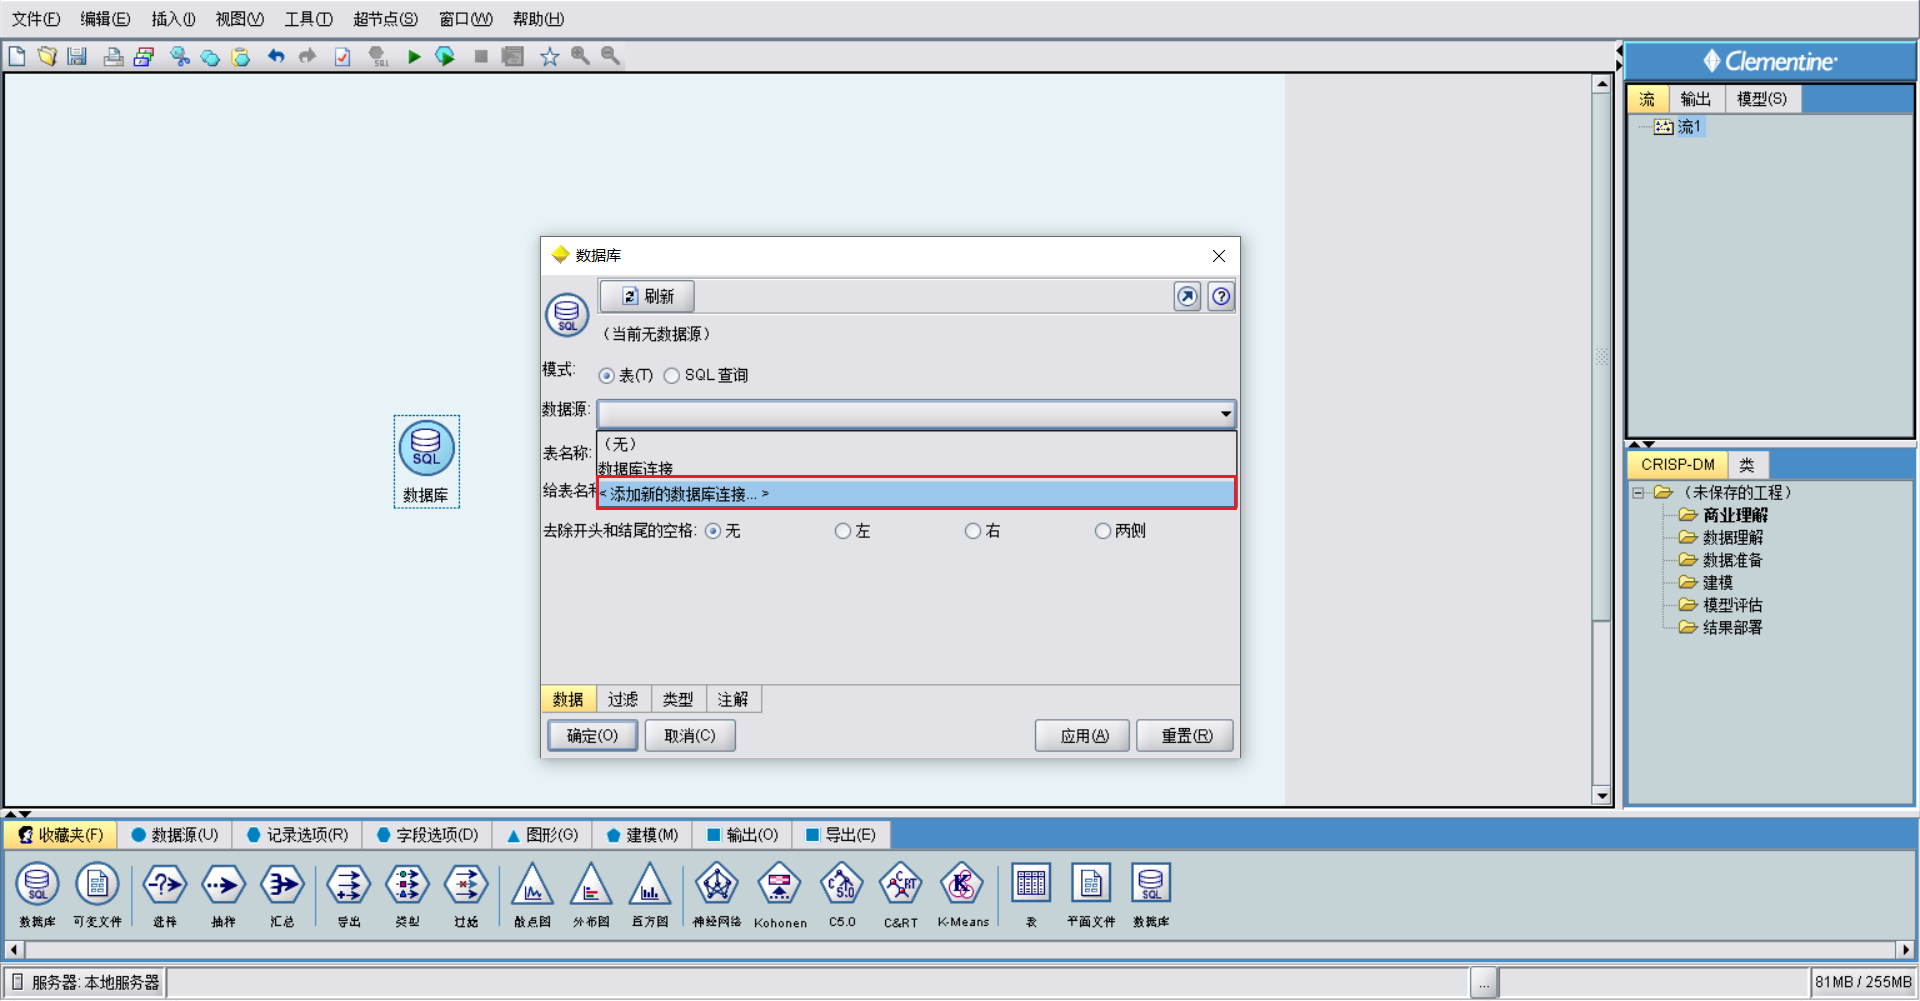 文件(F) 编辑(E) 插入(I) 视图(V) 工具(T) 超节点(S) 窗口(W) 帮助(H)
SQL
Clementine
流 输出 模型(S)
流1
SQL
数据库
数据库
刷新
SQL
(当前无数据源)
模式: 表(T) SQL 查询
数据源:
(无)
表名称:
数据库连接
给表名称
<添加新的数据库连接... >
去除开头和结尾的空格: 无 左 右 两侧
数据 过滤 类型 注解
确定(O) 取消(C) 应用(A) 重置(R)
CRISP-DM 类
(未保存的工程)
商业理解
数据理解
数据准备
建模
模型评估
结果部署
收藏夹(F) 数据源(U) 记录选项(R) 字段选项(D) 图形(G) 建模(M) 输出(O) 导出(E)
SQL C5.0 C&RT K SQL
数据库 可变文件 选择 抽样 汇总 导出 类型 过滤 散点图 分布图 直方图 神经网络 Kohonen C5.0 C&RT K-Means 表 平面文件 数据库
服务器: 本地服务器
...
81MB / 255MB